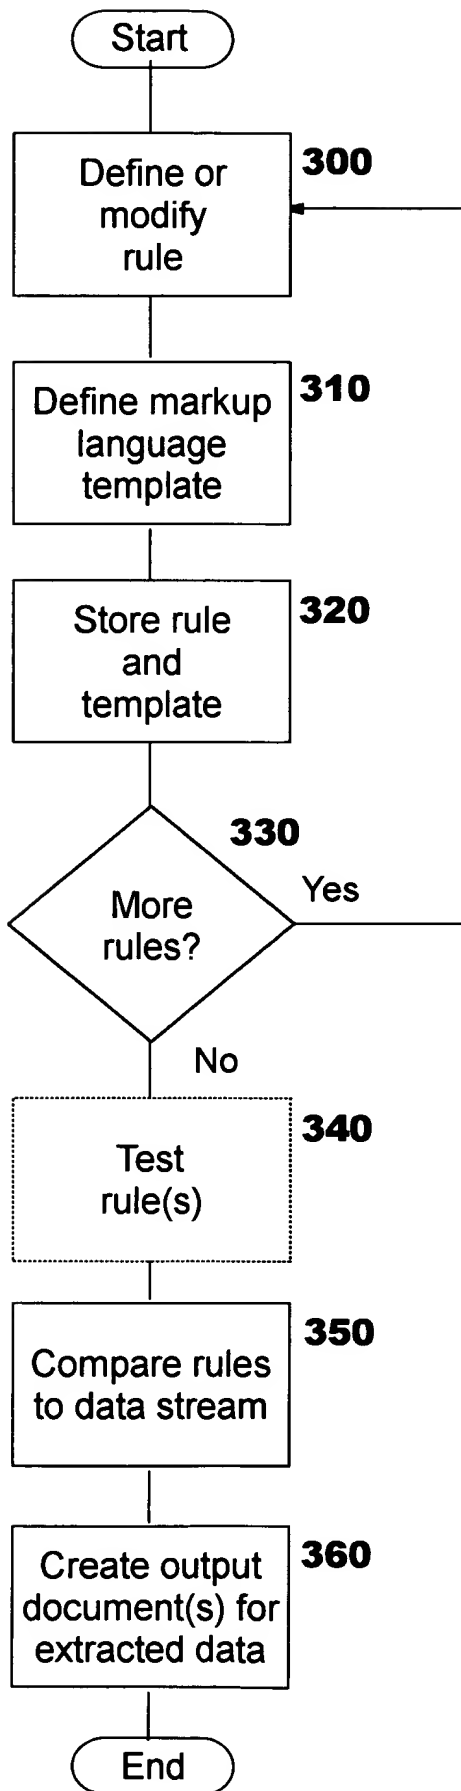 Start
300
Define or
modify
rule
310
Define markup
language
template
320
Store rule
and
template
330
More
rules?
Yes
No
340
Test
rule(s)
350
Compare rules
to data stream
360
Create output
document(s) for
extracted data
End